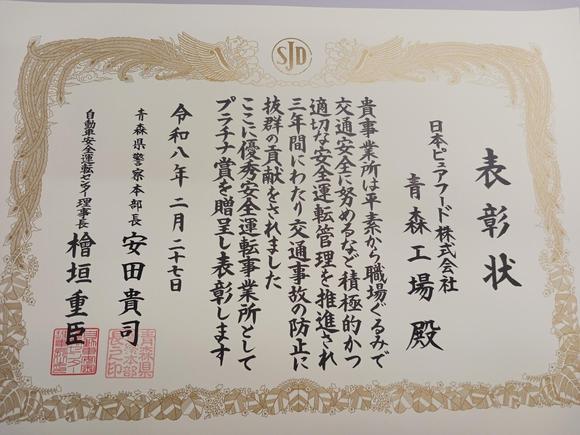 SJD
表彰状
日本ピュアフード株式会社
青森工場 殿
貴事業所は平素から職場ぐるみで
交通安全に努めるなど積極的かつ
適切な安全運転管理を推進され
三年間にわたり交通事故の防止に
抜群の貢献をされました
ここに優秀安全運転事業所として
プラチナ賞を贈呈し表彰します
令和八年二月二十七日
青森県警察本部長 安田貴司
自動車安全運転センター理事長 檜垣重臣